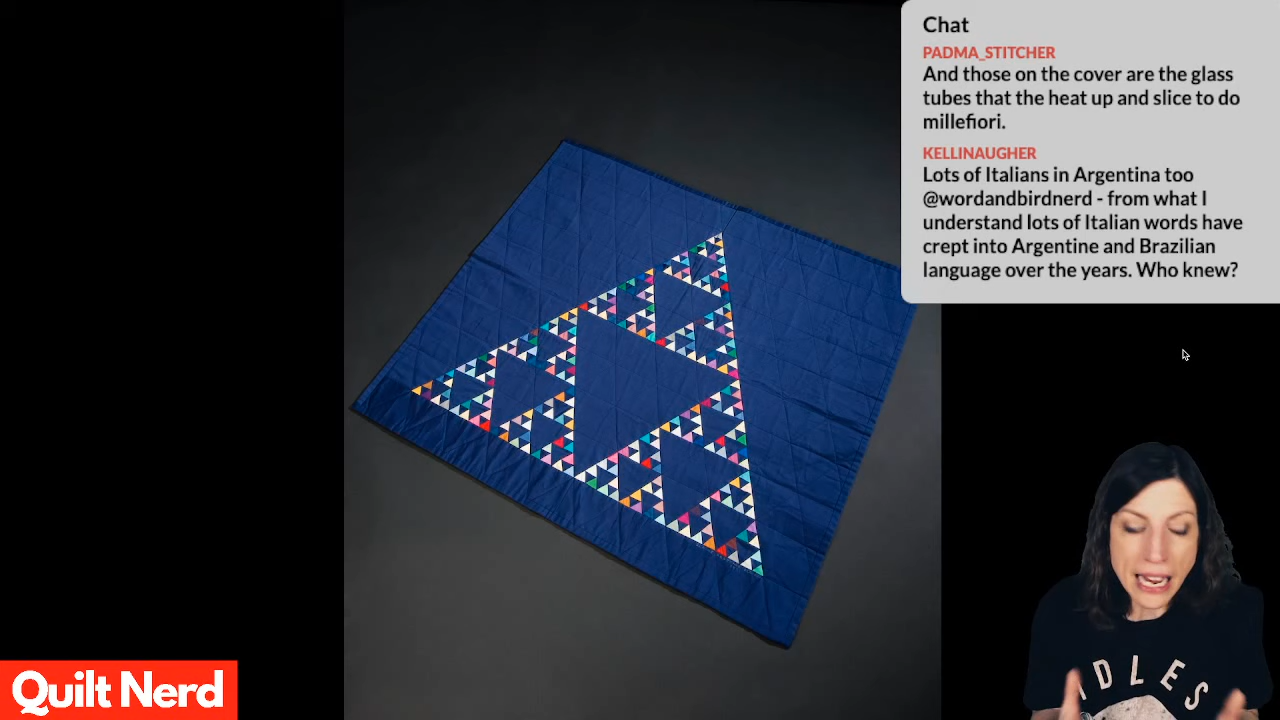 Chat
PADMA_STITCHER
And those on the cover are the glass
tubes that the heat up and slice to do
millefiori.
KELLINAUGHER
Lots of Italians in Argentina too
@wordandbirdnerd - from what I
understand lots of Italian words have
crept into Argentine and Brazilian
language over the years. Who knew?
IDLES
Quilt Nerd